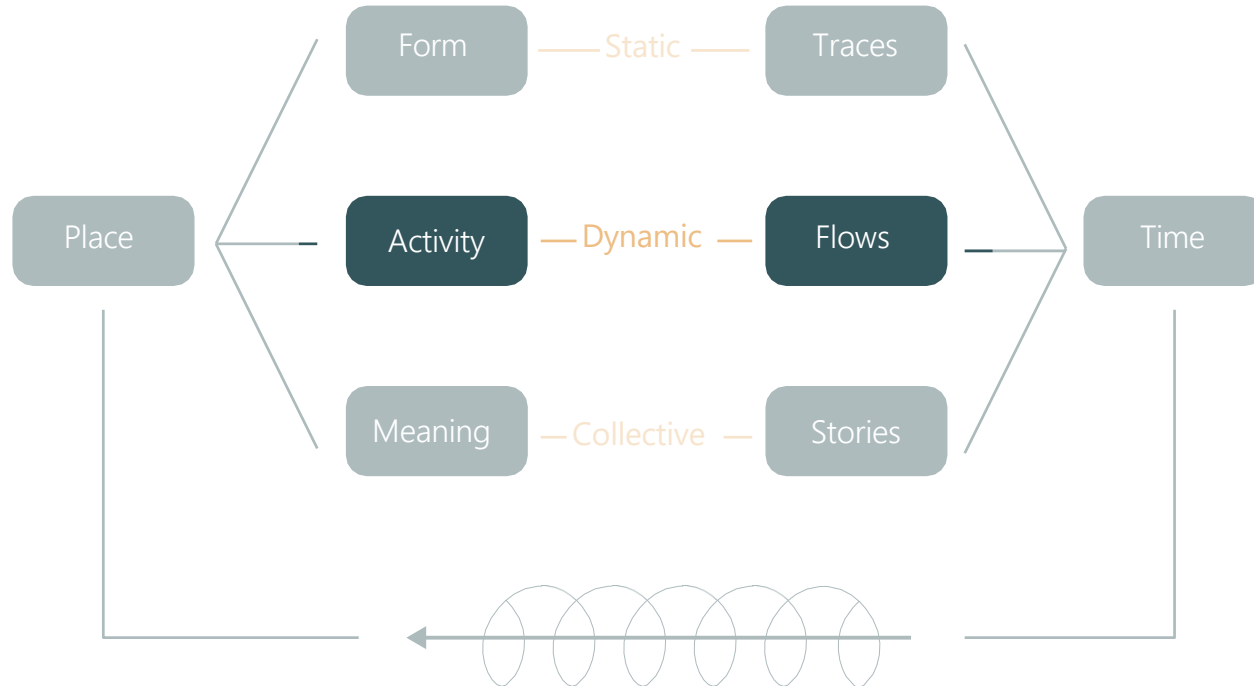 Form
Static
Traces
Place
Activity
Dynamic
Flows
Time
Meaning
Collective
Stories